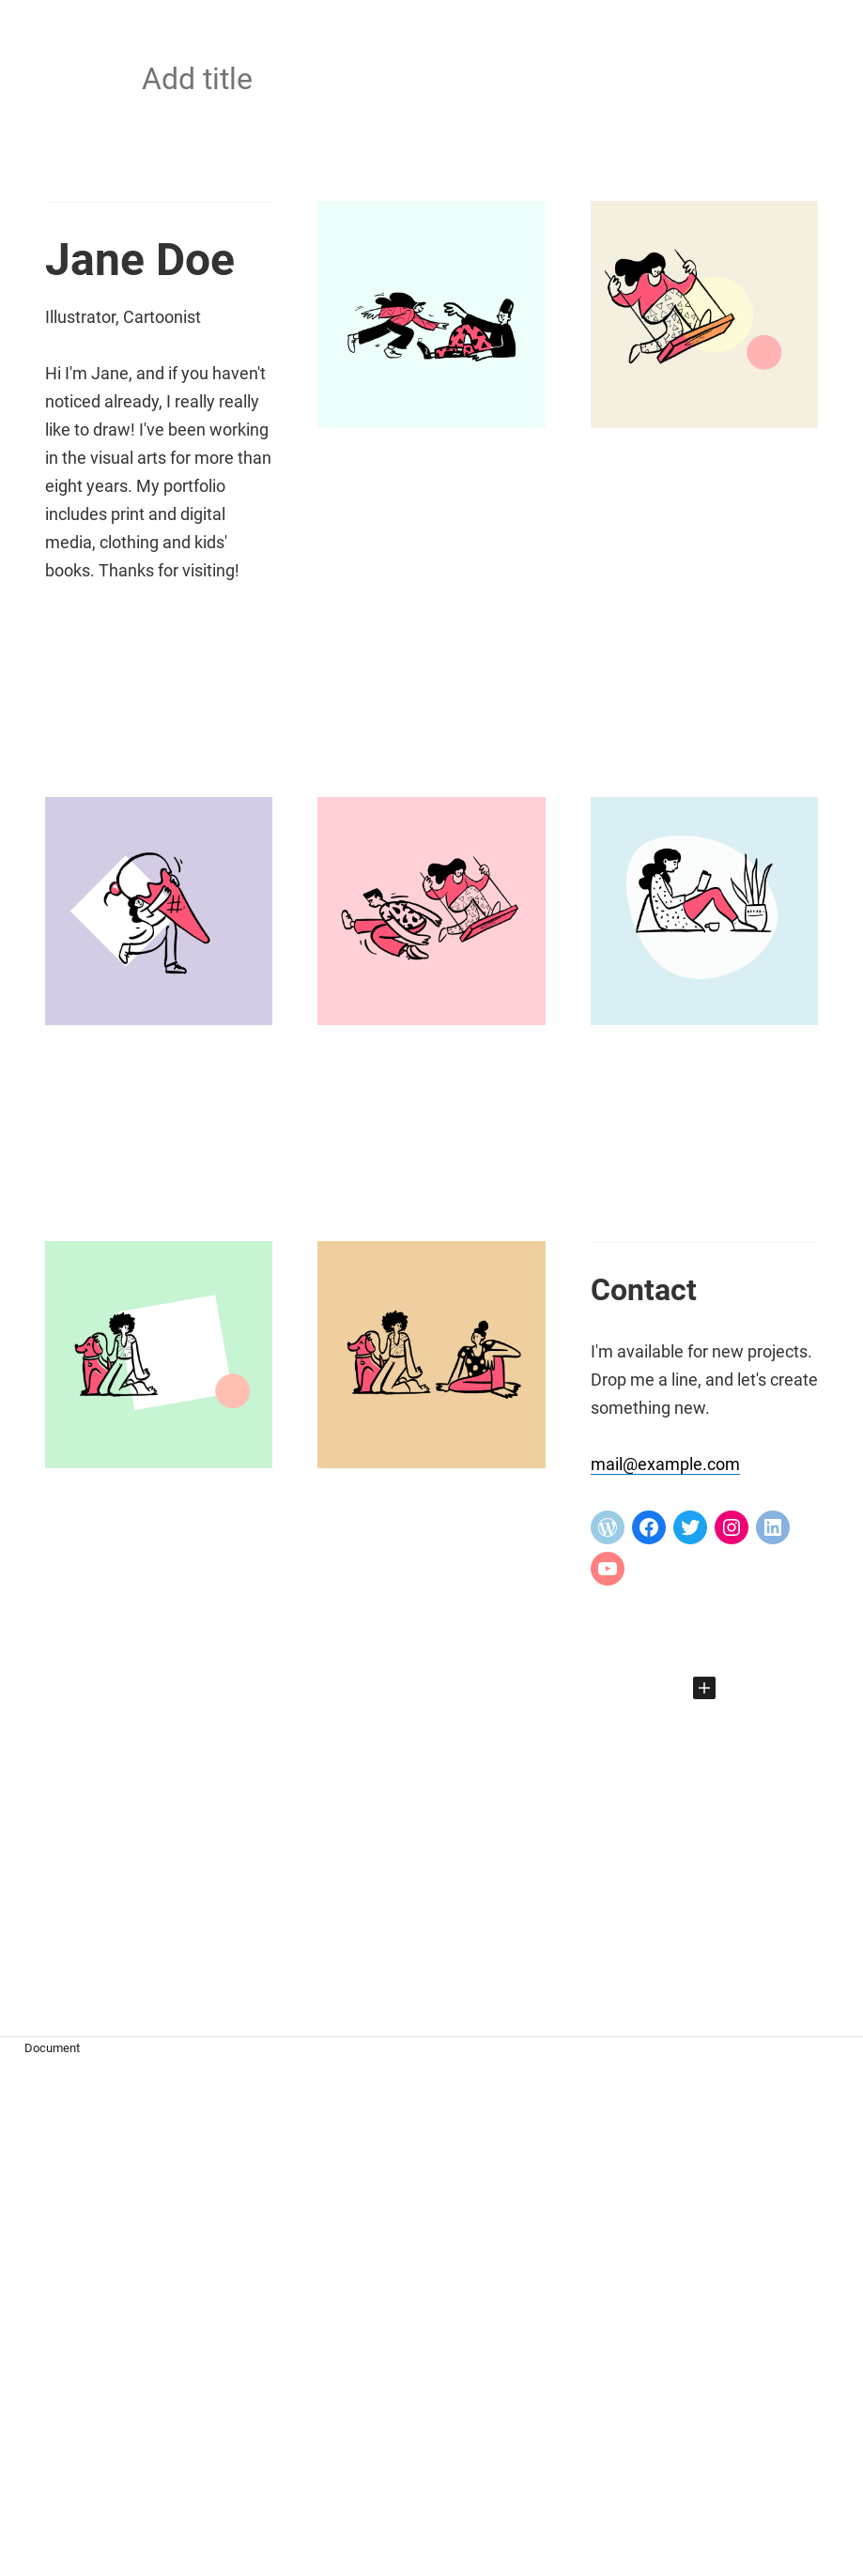 Add title
Jane Doe
Illustrator, Cartoonist
Hi I'm Jane, and if you haven't
noticed already, I really really
like to draw! I've been working
in the visual arts for more than
eight years. My portfolio
includes print and digital
media, clothing and kids'
books. Thanks for visiting!
Contact
I'm available for new projects.
Drop me a line, and let's create
something new.
mail@example.com
Document